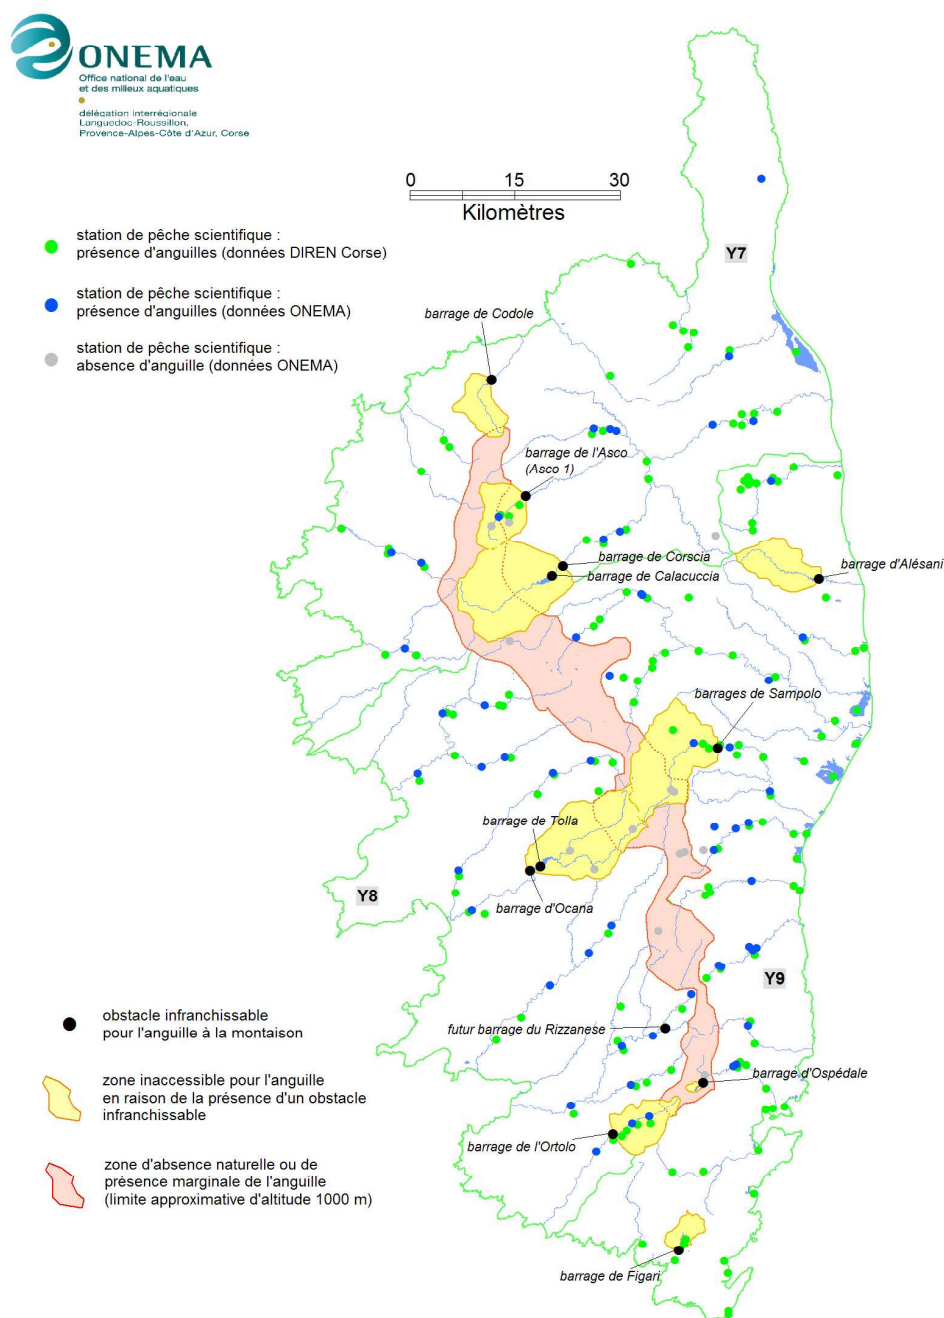 ONEMA
Office national de l'eau
et des milieux aquatiques
délégation interrégionale
Languedoc-Roussillon,
Provence-Alpes-Côte d'Azur, Corse
0 15 30
Kilomètres
station de pêche scientifique :
présence d'anguilles (données DIREN Corse)
station de pêche scientifique :
présence d'anguilles (données ONEMA)
station de pêche scientifique :
absence d'anguille (données ONEMA)
Y7
barrage de Codole
barrage de l'Asco
(Asco 1)
barrage de Corscia
barrage de Calacuccia
barrage d'Alésani
barrages de Sampolo
barrage de Tolla
barrage d'Ocana
Y8
Y9
futur barrage du Rizzanese
barrage d'Ospédale
barrage de l'Ortolo
barrage de Figari
obstacle infranchissable
pour l'anguille à la montaison
zone inaccessible pour l'anguille
en raison de la présence d'un obstacle
infranchissable
zone d'absence naturelle ou de
présence marginale de l'anguille
(limite approximative d'altitude 1000 m)